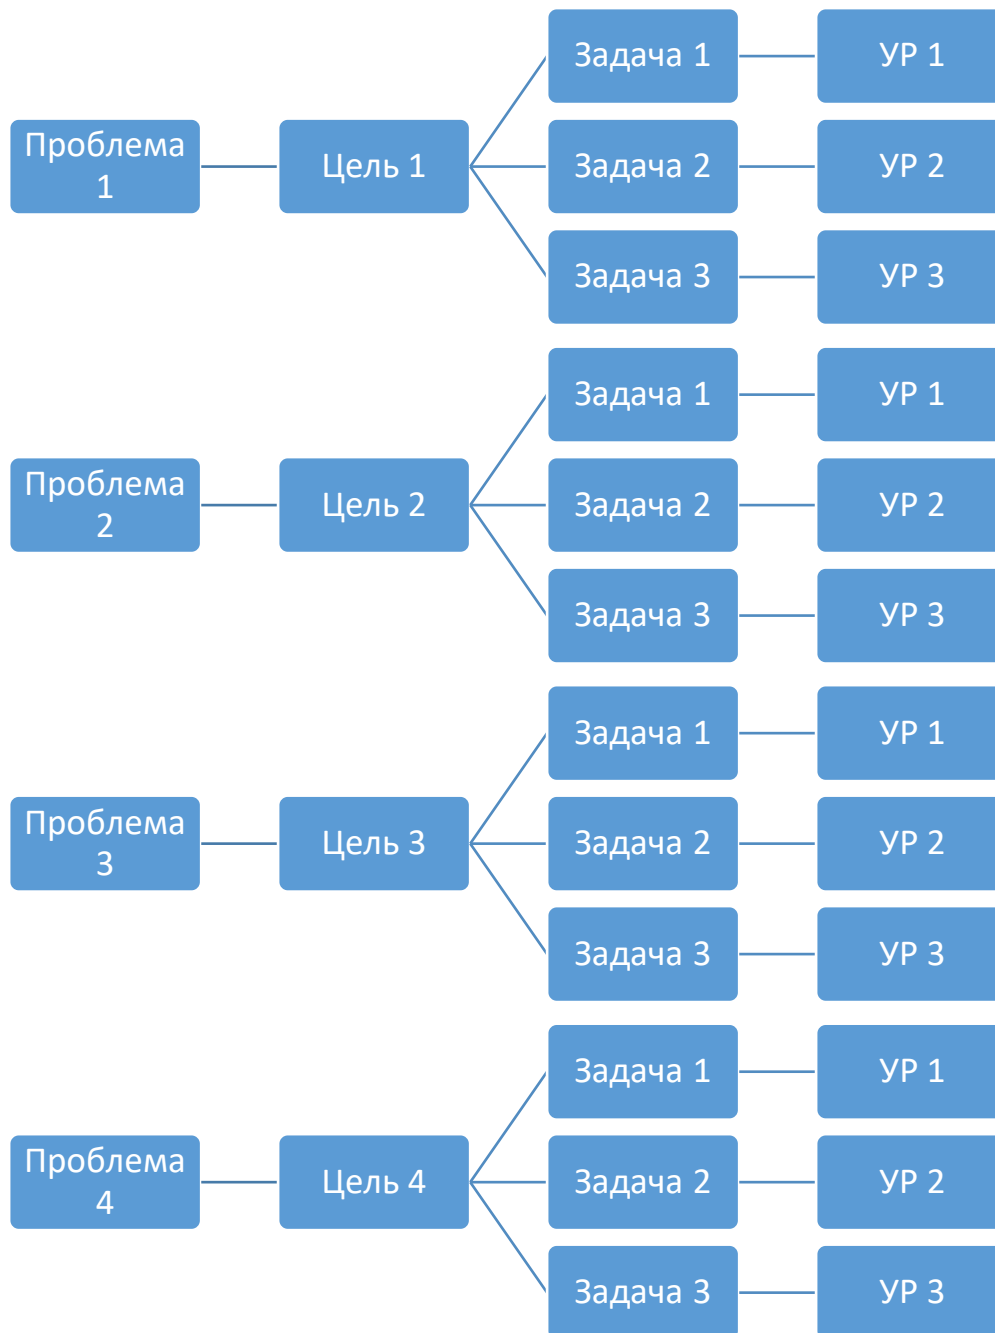 Задача 1
УР 1
Проблема
1
Цель 1
Задача 2
УР 2
Задача 3
УР 3
Задача 1
УР 1
Проблема
2
Цель 2
Задача 2
УР 2
Задача 3
УР 3
Задача 1
УР 1
Проблема
3
Цель 3
Задача 2
УР 2
Задача 3
УР 3
Задача 1
УР 1
Проблема
4
Цель 4
Задача 2
УР 2
Задача 3
УР 3